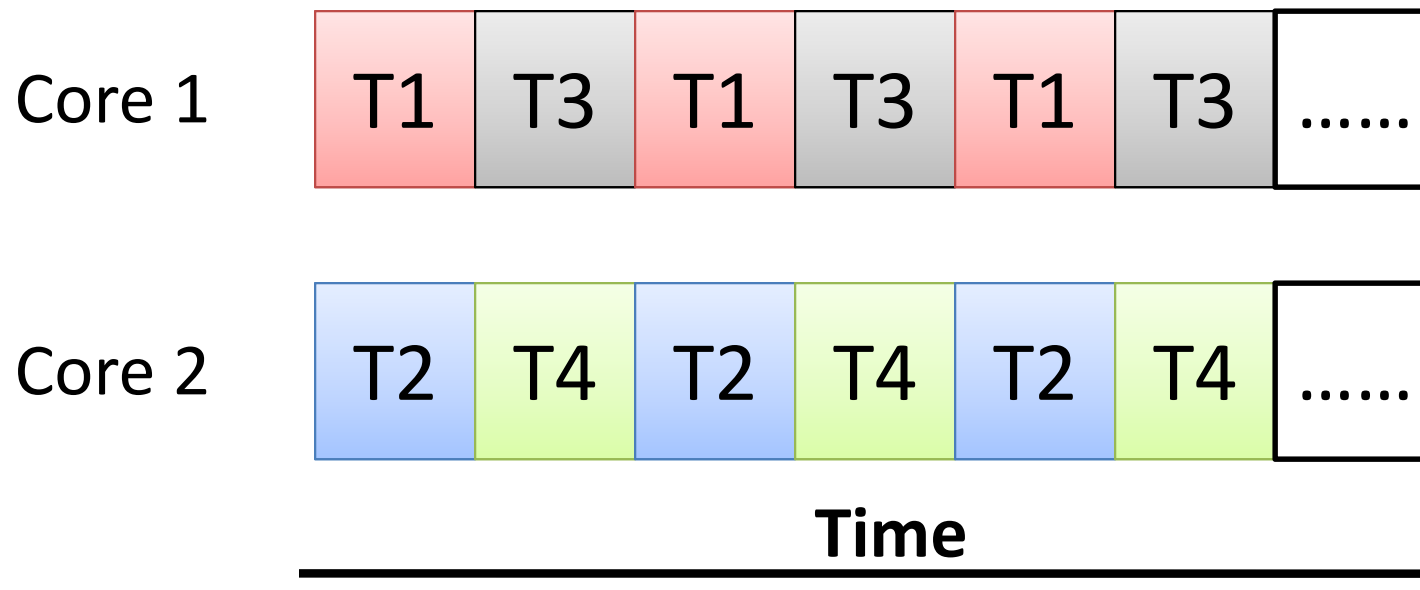 Core 1 T1 T3 T1 T3 T1 T3 ......
Core 2 T2 T4 T2 T4 T2 T4 ......
Time